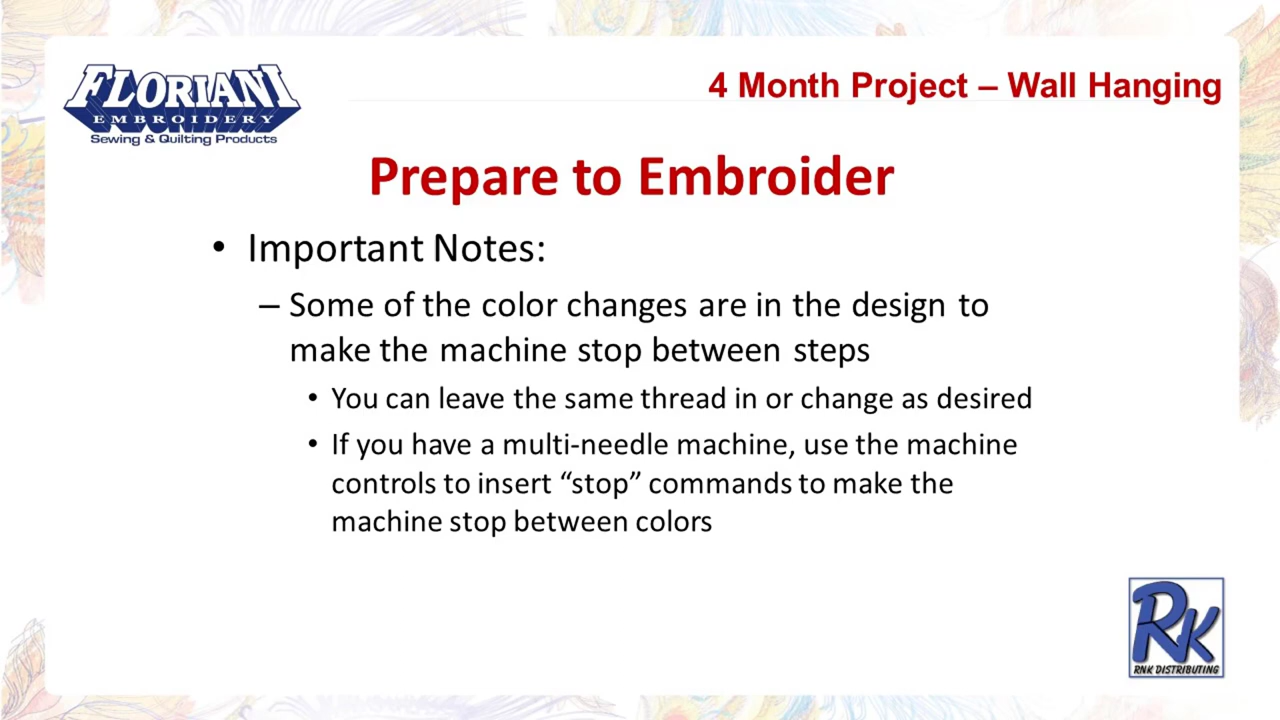 FLORIANI
EMBROIDERY
Sewing & Quilting Products
4 Month Project – Wall Hanging
Prepare to Embroider
• Important Notes:
– Some of the color changes are in the design to
make the machine stop between steps
• You can leave the same thread in or change as desired
• If you have a multi-needle machine, use the machine
controls to insert “stop” commands to make the
machine stop between colors
RK
RNK DISTRIBUTING